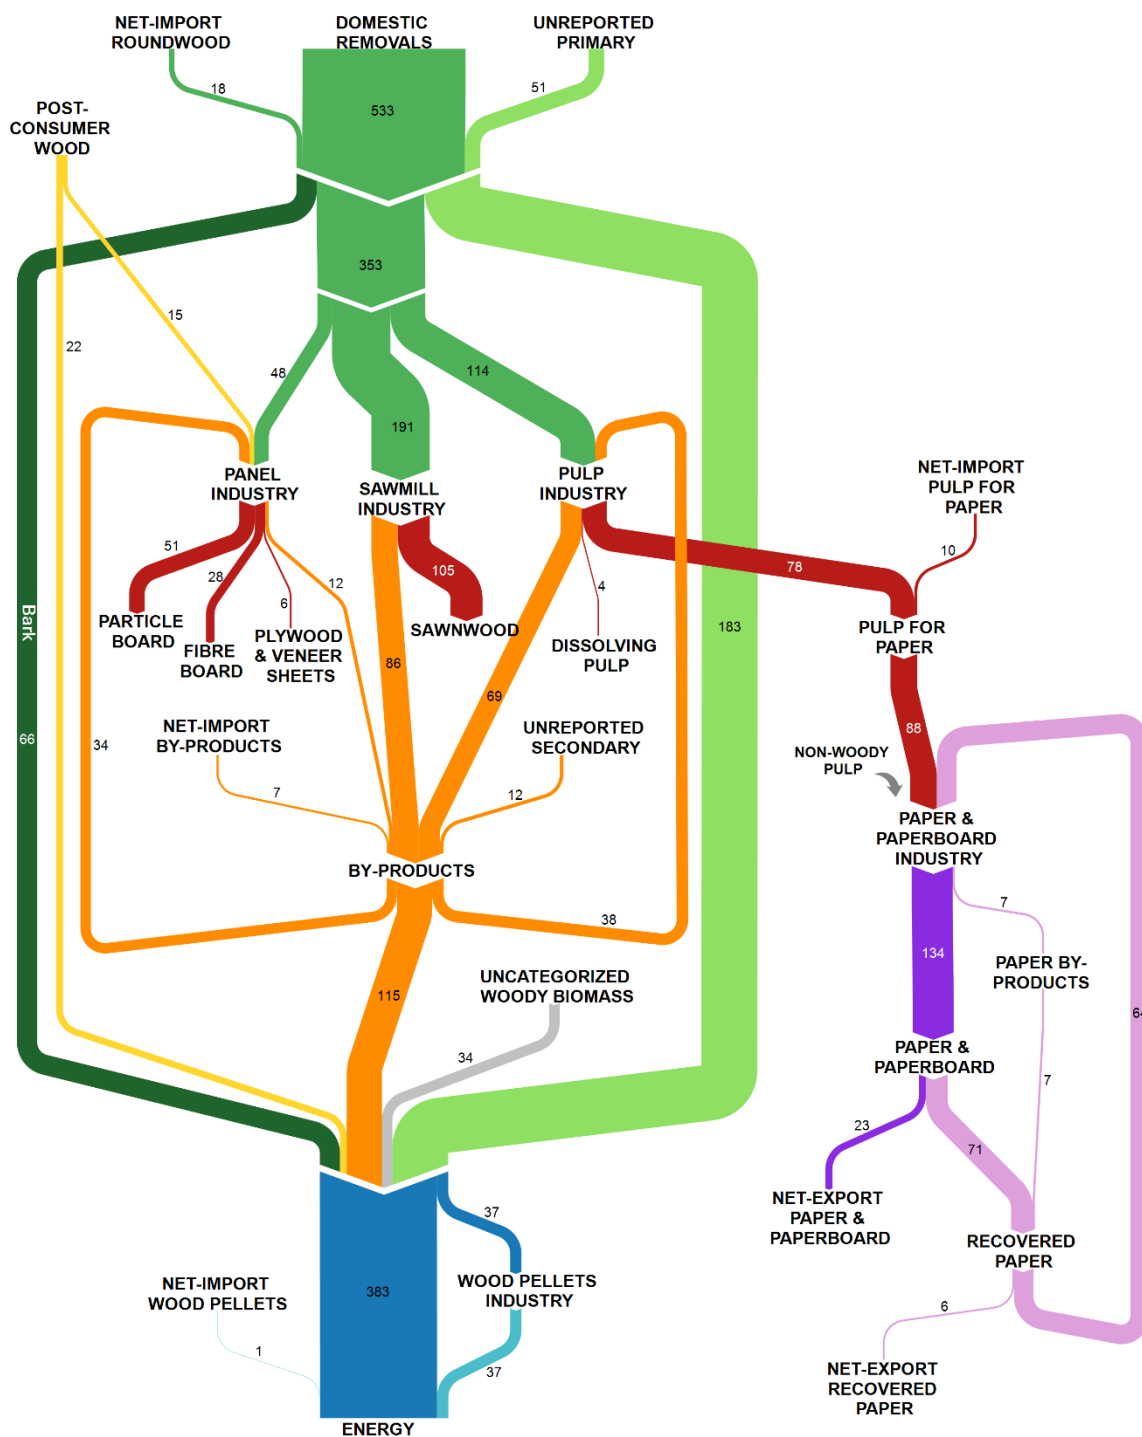 NET-IMPORT
ROUNDWOOD
DOMESTIC
REMOVALS
UNREPORTED
PRIMARY
18
533
51
POST-
CONSUMER
WOOD
353
15
22
48
114
191
PANEL
INDUSTRY
SAWMILL
INDUSTRY
PULP
INDUSTRY
NET-IMPORT
PULP FOR
PAPER
51
28
6
12
105
4
78
10
PARTICLE
BOARD
FIBRE
BOARD
PLYWOOD
& VENEER
SHEETS
SAWNWOOD
DISSOLVING
PULP
183
PULP FOR
PAPER
Bark
66
86
69
34
NET-IMPORT
BY-PRODUCTS
UNREPORTED
SECONDARY
88
NON-WOODY
PULP
7
12
PAPER &
PAPERBOARD
INDUSTRY
BY-PRODUCTS
38
7
134
PAPER BY-
PRODUCTS
UNCATEGORIZED
WOODY BIOMASS
115
34
64
PAPER &
PAPERBOARD
7
23
71
NET-EXPORT
PAPER &
PAPERBOARD
RECOVERED
PAPER
37
NET-IMPORT
WOOD PELLETS
383
WOOD PELLETS
INDUSTRY
6
1
37
NET-EXPORT
RECOVERED
PAPER
ENERGY